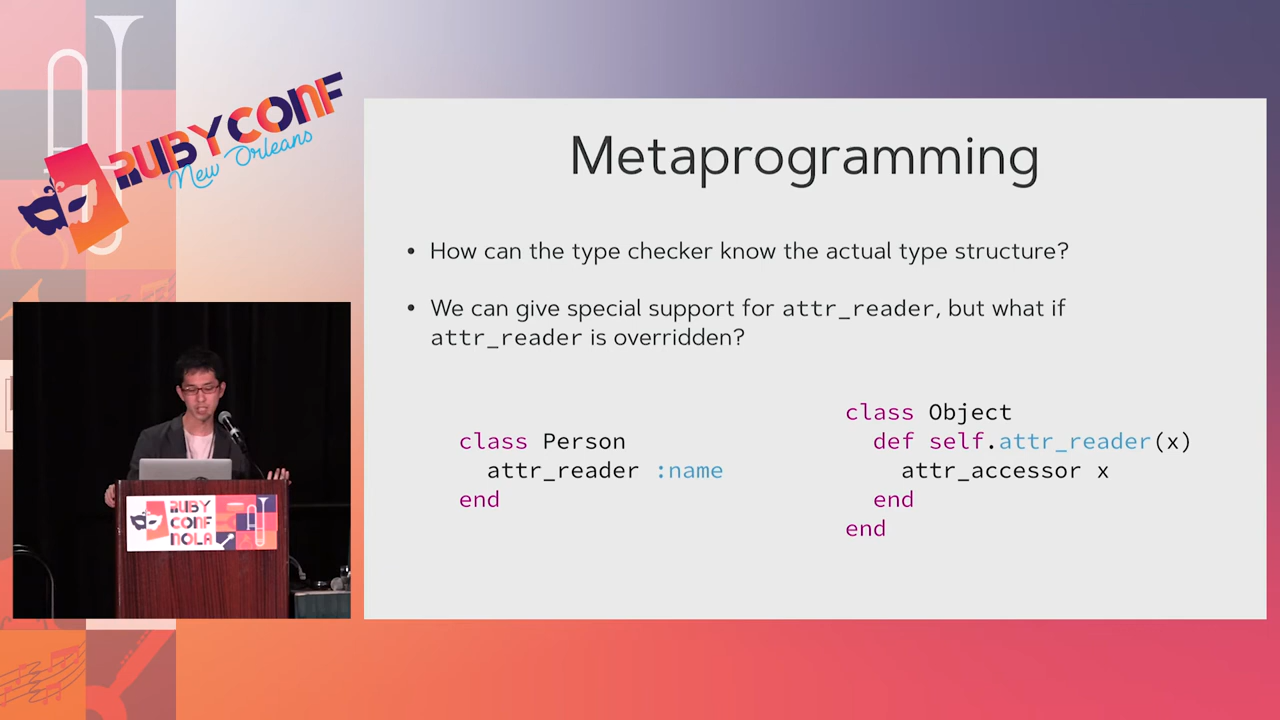 RUBYCONF
New Orleans
Metaprogramming
• How can the type checker know the actual type structure?
• We can give special support for attr_reader, but what if
attr_reader is overridden?
class Person
attr_reader :name
end
class Object
def self.attr_reader(x)
attr_accessor x
end
end
RUBY
CONF
NOLA